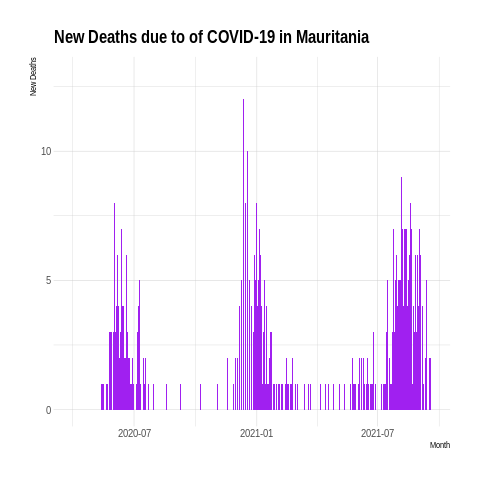 New Deaths due to of COVID-19 in Mauritania
New Deaths
10
5
0
2020-07
2021-01
2021-07
Month